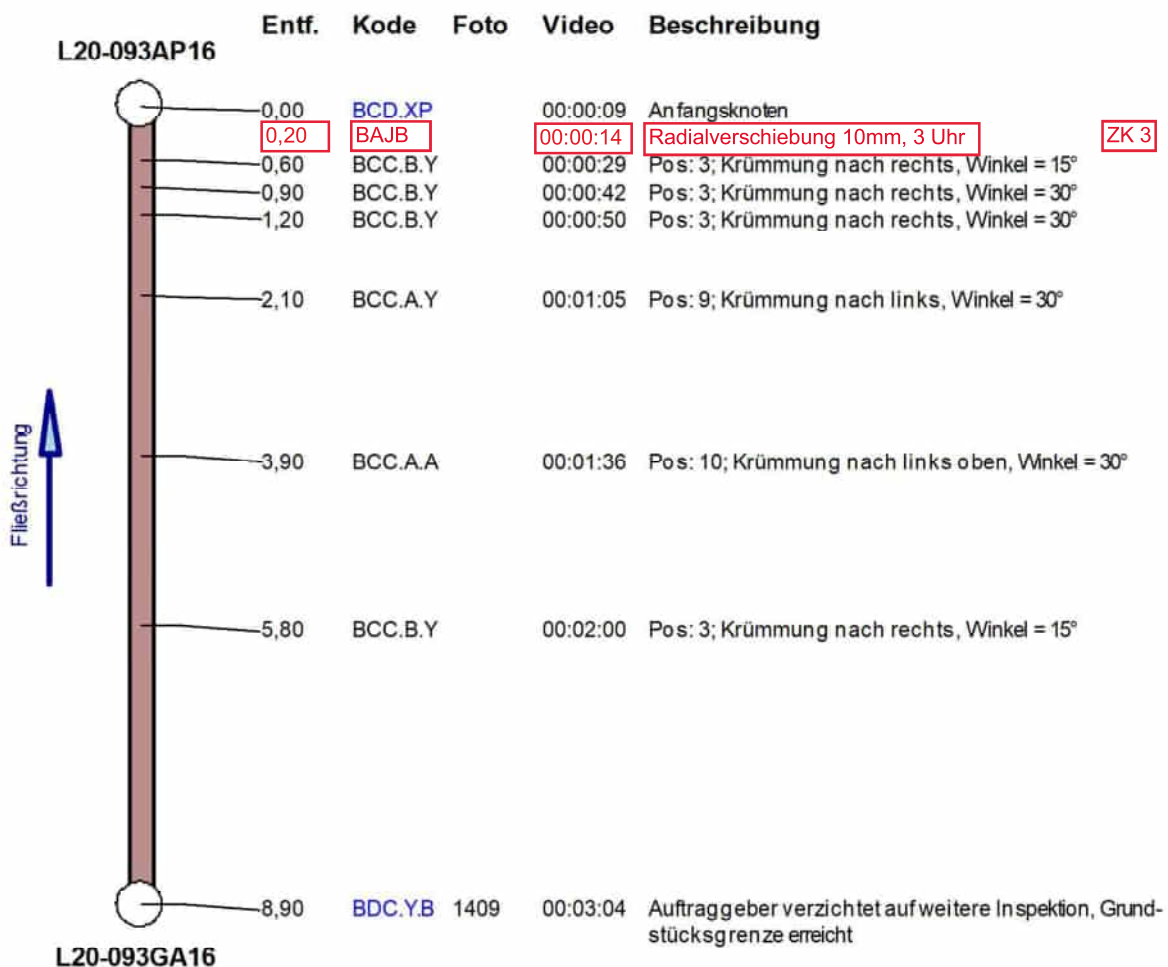 Entf. Kode Foto Video Beschreibung
L20-093AP16
0,00 BCD.XP 00:00:09 Anfangsknoten
0,20 BAJB 00:00:14 Radialverschiebung 10mm, 3 Uhr ZK 3
0,60 BCC.B.Y 00:00:29 Pos: 3; Krümmung nach rechts, Winkel = 15°
0,90 BCC.B.Y 00:00:42 Pos: 3; Krümmung nach rechts, Winkel = 30°
1,20 BCC.B.Y 00:00:50 Pos: 3; Krümmung nach rechts, Winkel = 30°
2,10 BCC.A.Y 00:01:05 Pos: 9; Krümmung nach links, Winkel = 30°
Fließrichtung
3,90 BCC.A.A 00:01:36 Pos: 10; Krümmung nach links oben, Winkel = 30°
5,80 BCC.B.Y 00:02:00 Pos: 3; Krümmung nach rechts, Winkel = 15°
8,90 BDC.Y.B 1409 00:03:04 Auftraggeber verzichtet auf weitere Inspektion, Grund-
stücksgrenze erreicht
L20-093GA16